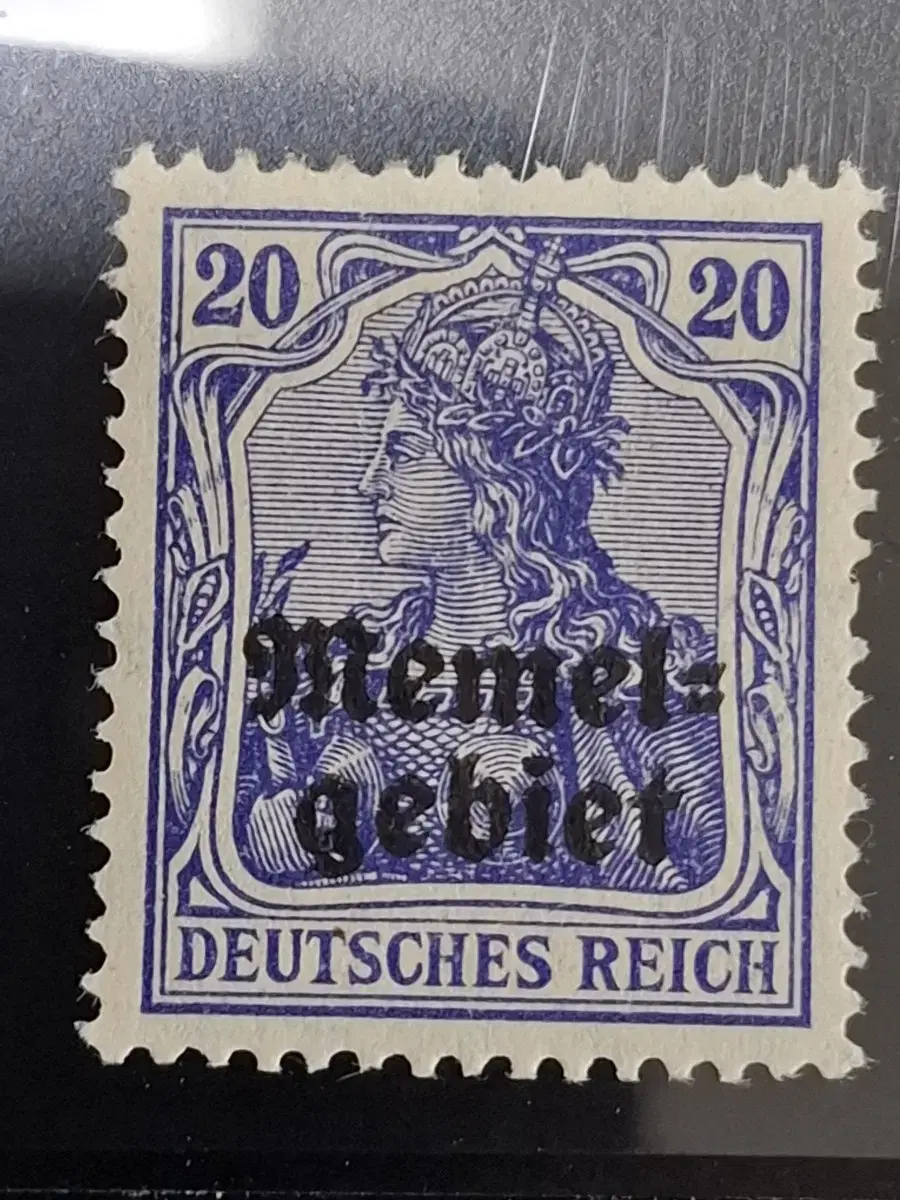 20 20
Memel=
gebiet
DEUTSCHES REICH